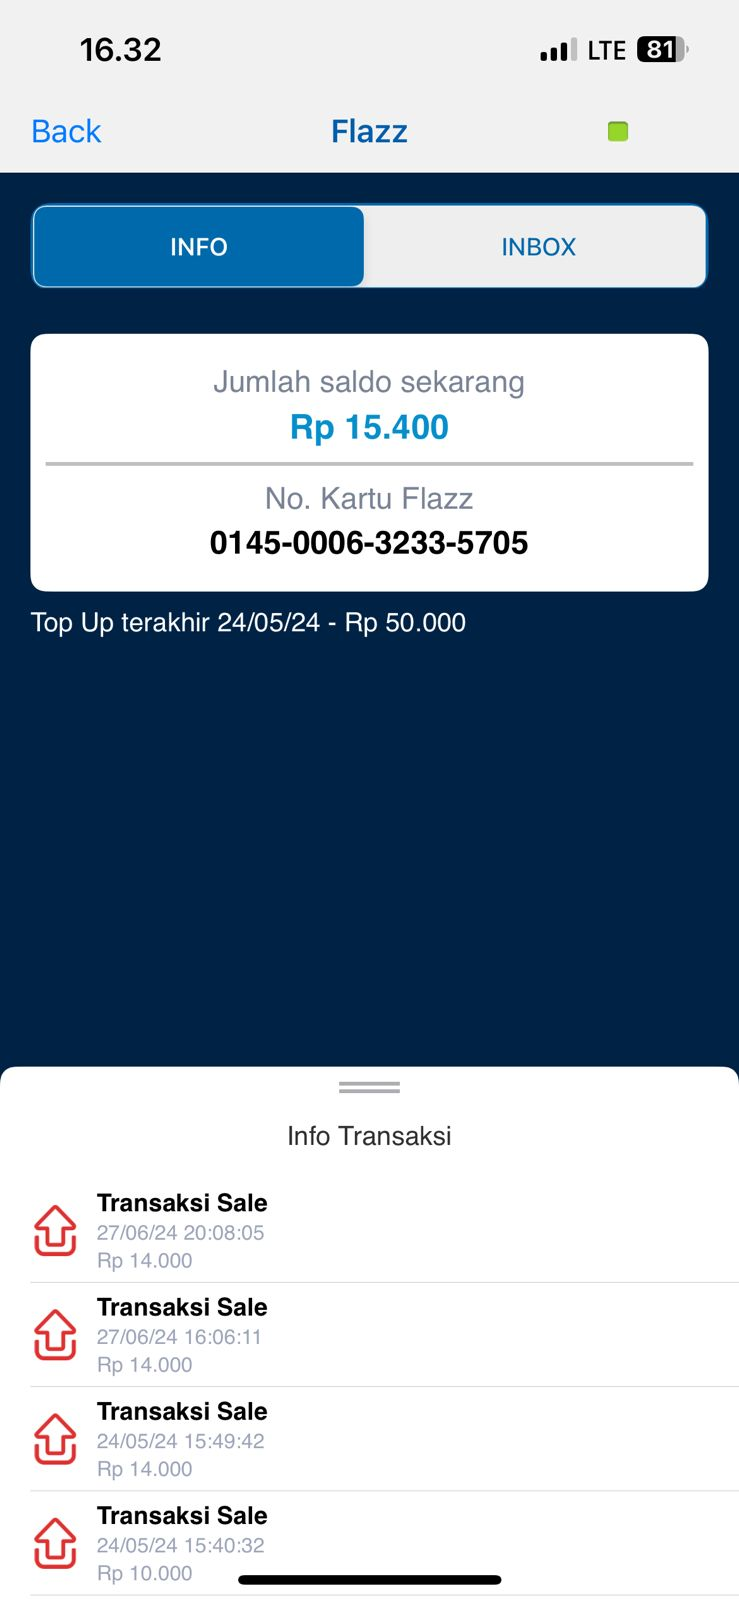 16.32
LTE 81
Back
Flazz
INFO
INBOX
Jumlah saldo sekarang
Rp 15.400
No. Kartu Flazz
0145-0006-3233-5705
Top Up terakhir 24/05/24 - Rp 50.000
Info Transaksi
Transaksi Sale
27/06/24 20:08:05
Rp 14.000
Transaksi Sale
27/06/24 16:06:11
Rp 14.000
Transaksi Sale
24/05/24 15:49:42
Rp 14.000
Transaksi Sale
24/05/24 15:40:32
Rp 10.000